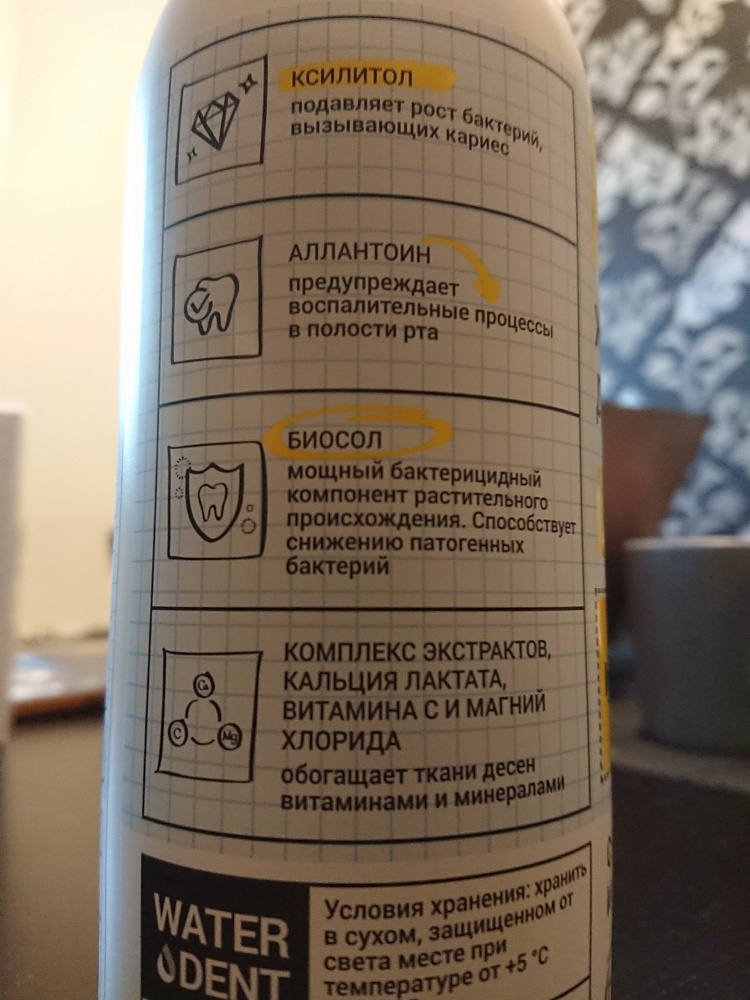 КСИЛИТОЛ
подавляет рост бактерий,
вызывающих кариес
АЛЛАНТОИН
предупреждает
воспалительные процессы
в полости рта
БИОСОЛ
мощный бактерицидный
компонент растительного
происхождения. Способствует
снижению патогенных
бактерий
Ca
C
Mg
КОМПЛЕКС ЭКСТРАКТОВ,
КАЛЬЦИЯ ЛАКТАТА,
ВИТАМИНА С И МАГНИЙ
ХЛОРИДА
обогащает ткани десен
витаминами и минералами
WATER
DENT
Условия хранения: хранить
в сухом, защищенном от
света месте при
температуре от +5 °C